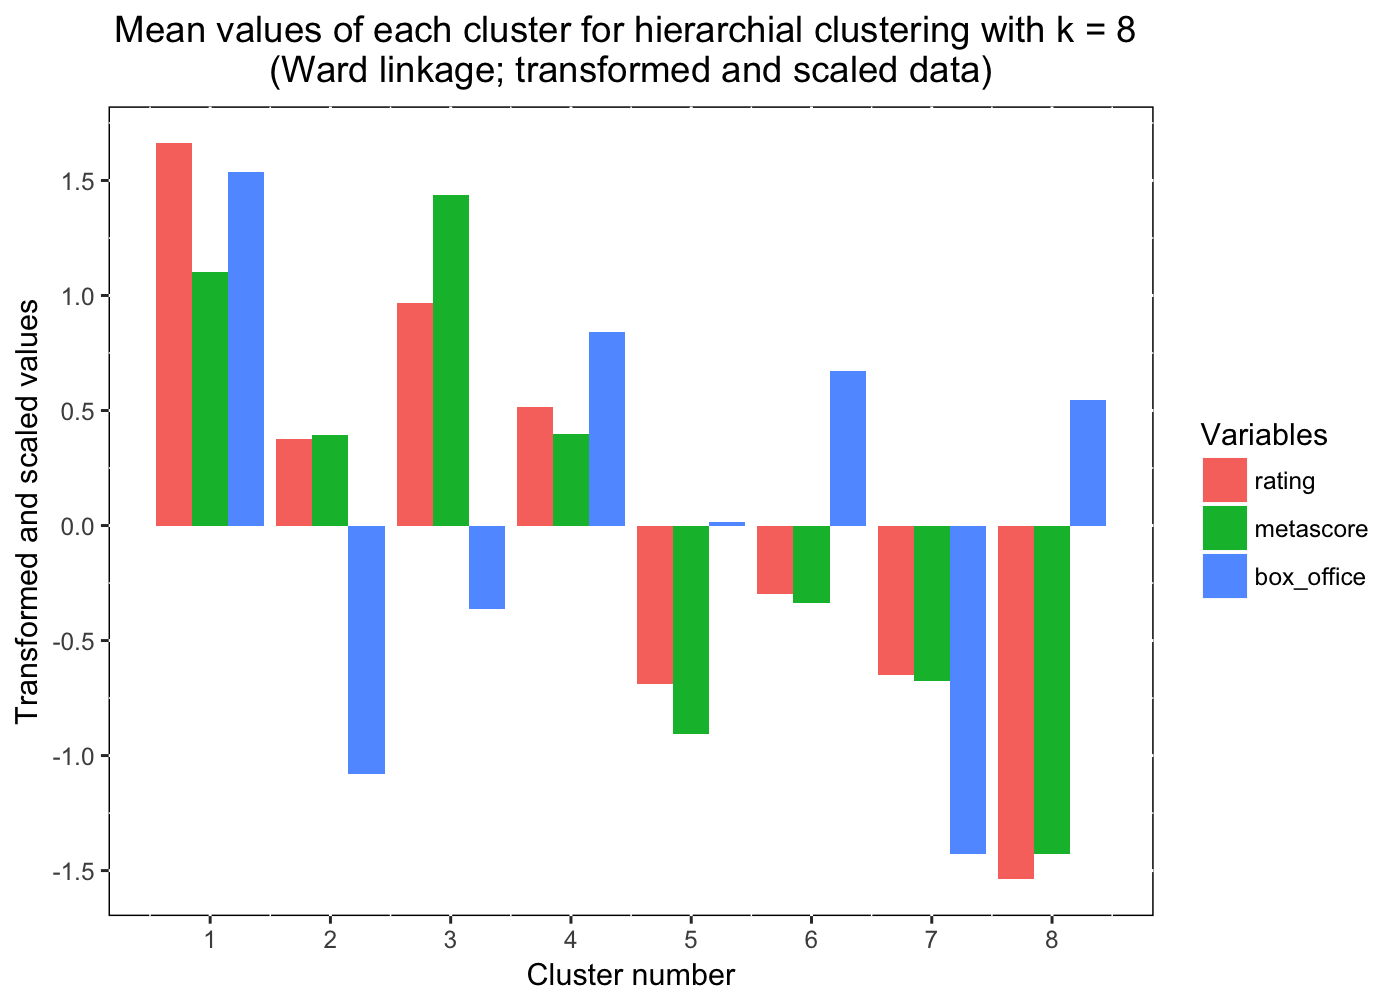 Mean values of each cluster for hierarchial clustering with k = 8
(Ward linkage; transformed and scaled data)
Transformed and scaled values
1.5
1.0
0.5
0.0
-0.5
-1.0
-1.5
1 2 3 4 5 6 7 8
Cluster number
Variables
rating
metascore
box_office